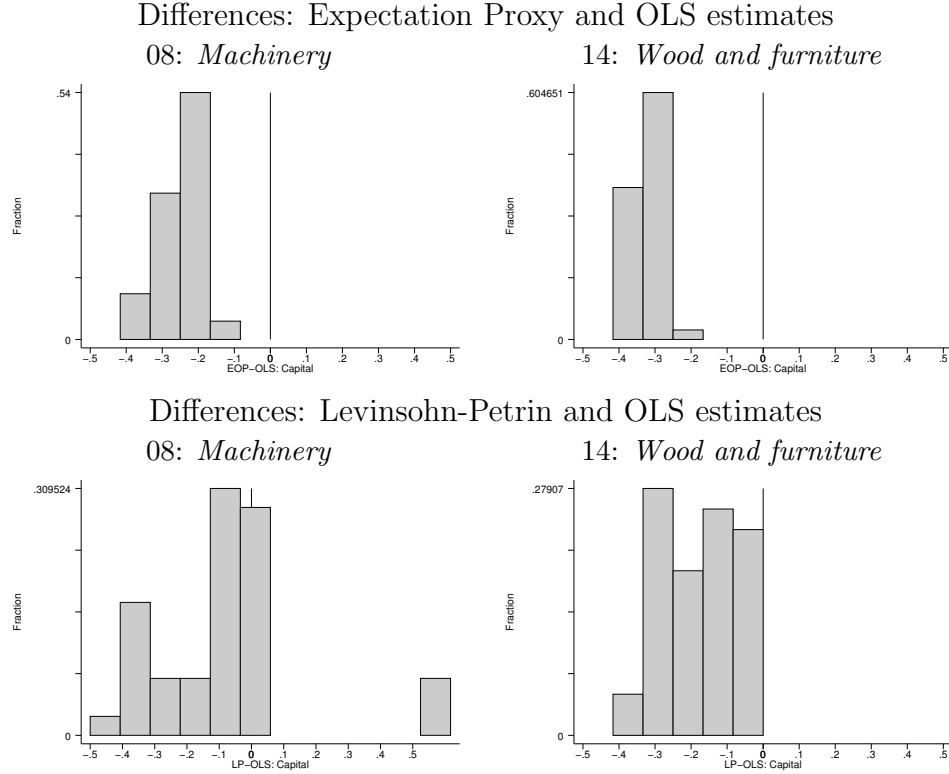 Differences: Expectation Proxy and OLS estimates
08: Machinery
14: Wood and furniture
.54
Fraction
0
-.5 -.4 -.3 -.2 -.1 0 .1 .2 .3 .4 .5
EOP-OLS: Capital
.604651
Fraction
0
-.5 -.4 -.3 -.2 -.1 0 .1 .2 .3 .4 .5
EOP-OLS: Capital
Differences: Levinsohn-Petrin and OLS estimates
08: Machinery
14: Wood and furniture
.309524
Fraction
0
-.5 -.4 -.3 -.2 -.1 0 .1 .2 .3 .4 .5
LP-OLS: Capital
.27907
Fraction
0
-.5 -.4 -.3 -.2 -.1 0 .1 .2 .3 .4 .5
LP-OLS: Capital